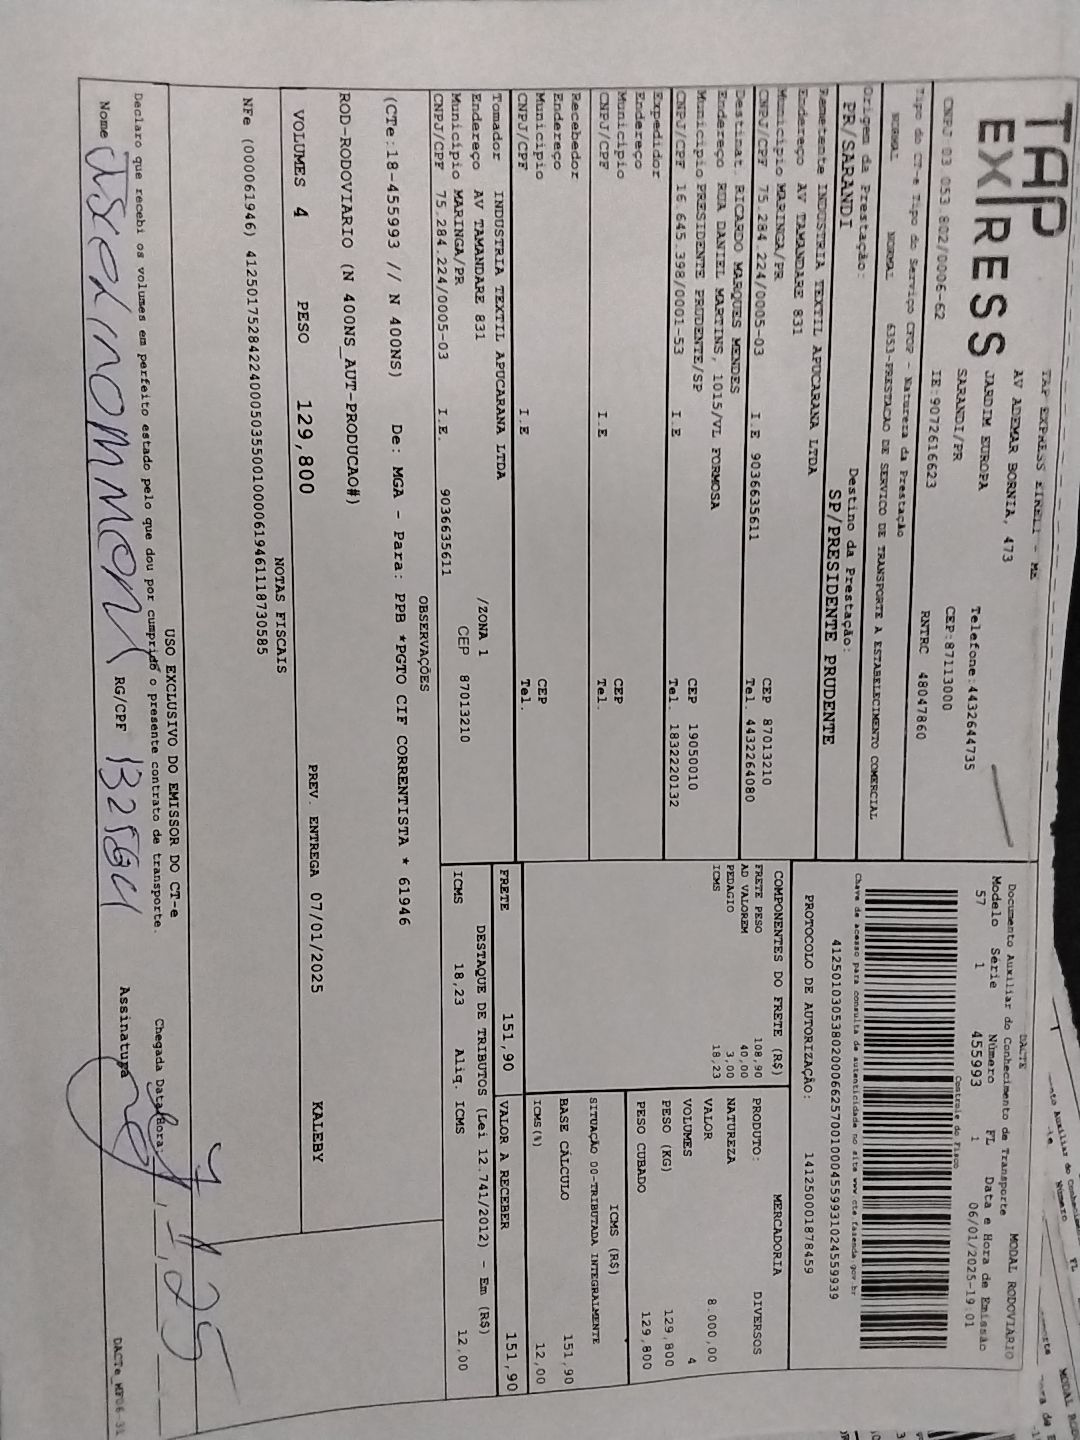 TAP
EXPRESS
TAP EXPRESS EIRELI - ME
AV ADEMAR BORNIA, 473
JARDIM EUROPA
SARANDI/PR
Telefone:4432644735
CEP:87113000
CNPJ 03 053 802/0006-62
IE:9072616623
RNTRC 48047860
DACTE
MODAL RODOVIARIO
Documento Auxiliar do Conhecimento de Transporte
Modelo Série Número FL Data e Hora de Emissão
57 1 455993 1 06/01/2025-19:01
Controle do Fisco
Chave de acesso para consulta de autenticidade no site www cte fazenda gov br
41250103053802000662570010004559931024559939
PROTOCOLO DE AUTORIZAÇÃO: 141250001878459
Tipo do CT-e Tipo do Serviço CFOP - Natureza da Prestação
NORMAL NORMAL 6353-PRESTACAO DE SERVICO DE TRANSPORTE A ESTABELECIMENTO COMERCIAL
Origem da Prestação: Destino da Prestação:
PR/SARANDI SP/PRESIDENTE PRUDENTE
Remetente INDUSTRIA TEXTIL APUCARANA LTDA
Endereço AV TAMANDARE 831
Município MARINGA/PR CEP 87013210
CNPJ/CPF 75.284.224/0005-03 I.E 9036635611 Tel. 4432264080
Destinat. RICARDO MARQUES MENDES
Endereço RUA DANIEL MARTINS, 1015/VL FORMOSA
Município PRESIDENTE PRUDENTE/SP CEP 19050010
CNPJ/CPF 16 645 398/0001-53 I.E Tel. 1832220132
Expedidor
Endereço
Município CEP
CNPJ/CPF I.E Tel.
Recebedor
Endereço
Município CEP
CNPJ/CPF I.E Tel.
Tomador INDUSTRIA TEXTIL APUCARANA LTDA
Endereço AV TAMANDARE 831 /ZONA 1
Município MARINGA/PR CEP 87013210
CNPJ/CPF 75.284.224/0005-03 I.E. 9036635611
COMPONENTES DO FRETE (R$)
FRETE PESO 108,90
AD VALOREM 40,00
PEDAGIO 3,00
ICMS 18,23
MERCADORIA
PRODUTO: DIVERSOS
NATUREZA
VALOR 8.000,00
VOLUMES 4
PESO (KG) 129,800
PESO CUBADO 129,800
ICMS (R$)
SITUAÇÃO 00-TRIBUTADA INTEGRALMENTE
BASE CÁLCULO 151,90
ICMS(%) 12,00
FRETE 151,90 VALOR A RECEBER 151,90
DESTAQUE DE TRIBUTOS (Lei 12.741/2012) - Em (R$)
ICMS 18,23 Aliq. ICMS 12,00
OBSERVAÇÕES
(CTe:18-455993 // N 400NS) De: MGA - Para: PPB *PGTO CIF CORRENTISTA * 61946
ROD-RODOVIARIO (N 400NS_AUT-PRODUCAO#)
VOLUMES 4 PESO 129,800 PREV. ENTREGA 07/01/2025 KALEBY
NOTAS FISCAIS
NFe (000061946) 41250175284224000503550010000619461118730585
USO EXCLUSIVO DO EMISSOR DO CT-e
Declaro que recebi os volumes em perfeito estado pelo que dou por cumprido o presente contrato de transporte.
Chegada Data/Hora:
Nome RG/CPF Assinatura